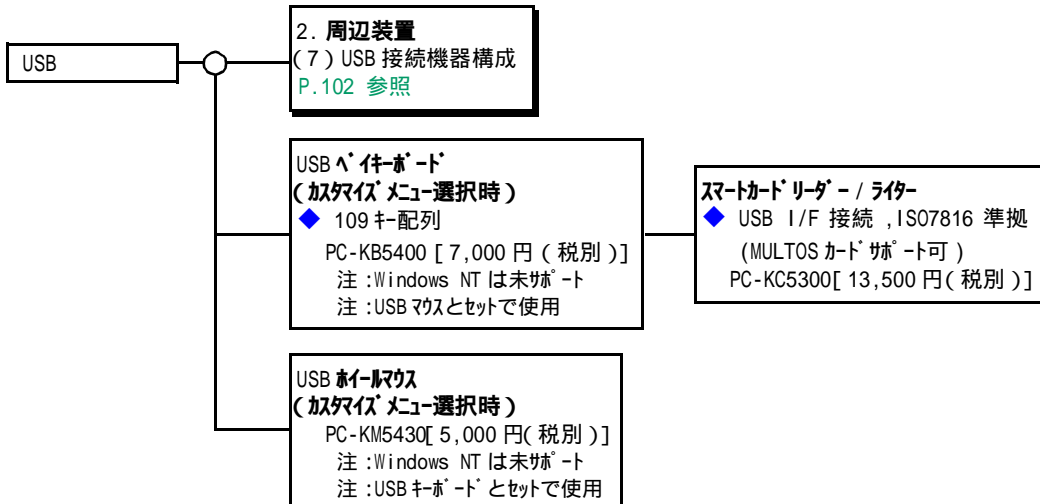 USB
2. 周辺装置
(7) USB 接続機器構成
P.102 参照
USB ﾍﾞｲｷｰﾎﾞｰﾄﾞ
(ｶｽﾀﾏｲｽﾞﾒﾆｭｰ選択時)
◆ 109 ｷｰ配列
PC-KB5400 [ 7,000 円 ( 税別 )]
注 :Windows NT は未ｻﾎﾟｰﾄ
注 :USB ﾏｳｽとｾｯﾄで使用
ｽﾏｰﾄｶｰﾄﾞﾘｰﾀﾞｰ / ﾗｲﾀｰ
◆ USB I/F 接続 ,ISO7816 準拠
(MULTOS ｶｰﾄﾞｻﾎﾟｰﾄ可 )
PC-KC5300[ 13,500 円( 税別 )]
USB ﾎｲｰﾙﾏｳｽ
(ｶｽﾀﾏｲｽﾞﾒﾆｭｰ選択時)
PC-KM5430[ 5,000 円( 税別 )]
注 :Windows NT は未ｻﾎﾟｰﾄ
注 :USB ｷｰﾎﾞｰﾄﾞとｾｯﾄで使用